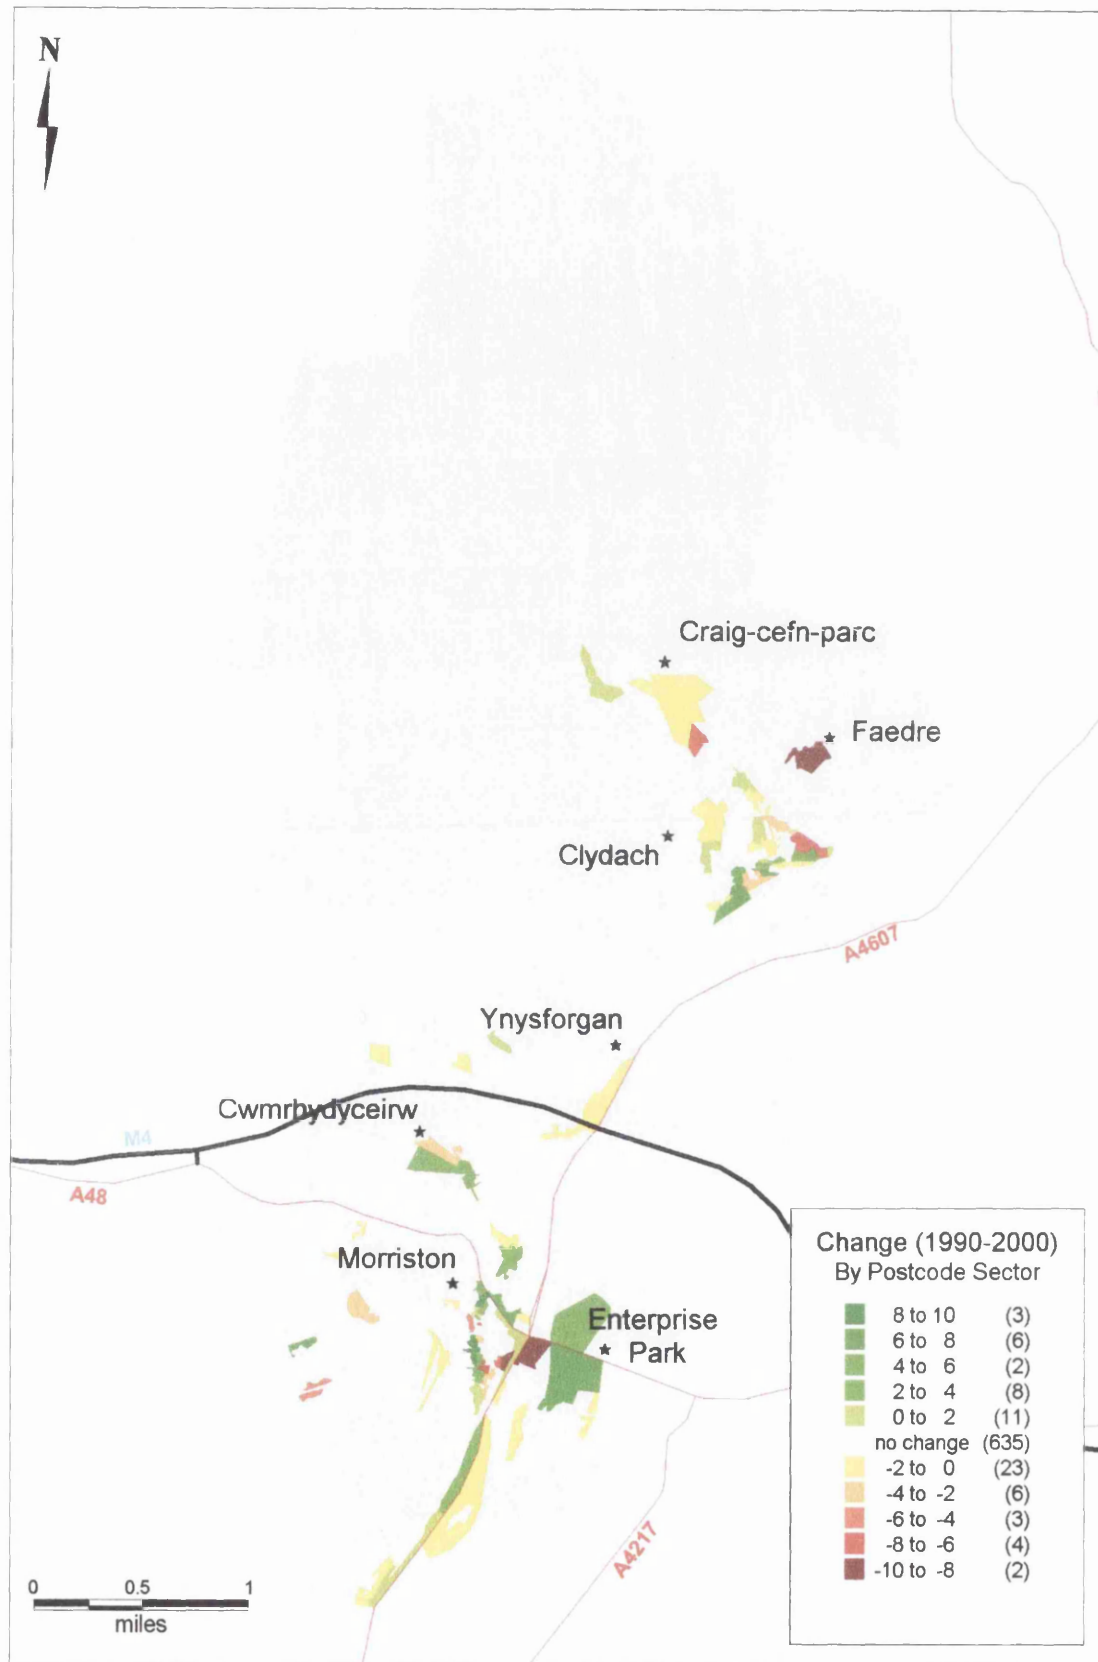 N
Craig-cefn-parc
Faedre
Clydach
A4607
Ynysforgan
Cwmrhydyceirw
M4
A48
Morriston
Enterprise
Park
A4217
Change (1990-2000)
By Postcode Sector
8 to 10 (3)
6 to 8 (6)
4 to 6 (2)
2 to 4 (8)
0 to 2 (11)
no change (635)
-2 to 0 (23)
-4 to -2 (6)
-6 to -4 (3)
-8 to -6 (4)
-10 to -8 (2)
0 0.5 1
miles